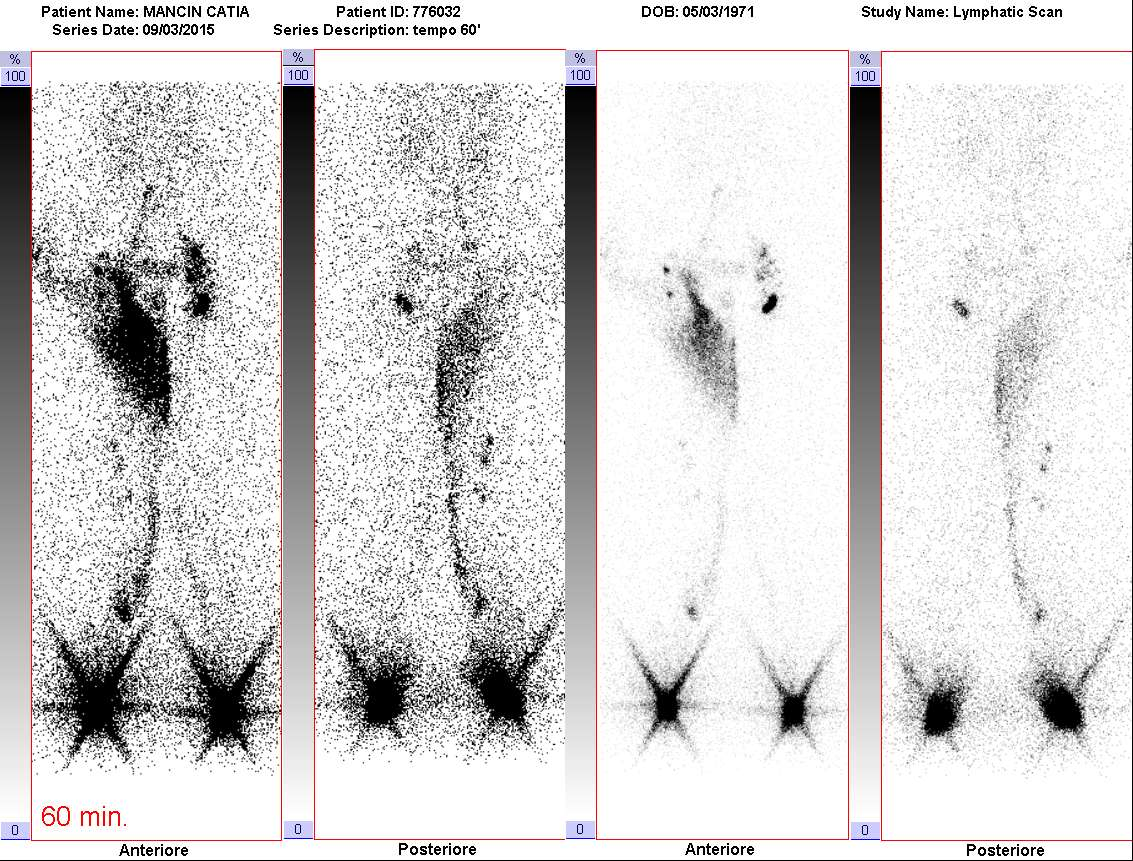 Patient Name: MANCIN CATIA Patient ID: 776032 DOB: 05/03/1971 Study Name: Lymphatic Scan
Series Date: 09/03/2015 Series Description: tempo 60'
% % % %
100 100 100 100
60 min.
0 0 0 0
Anteriore Posteriore Anteriore Posteriore